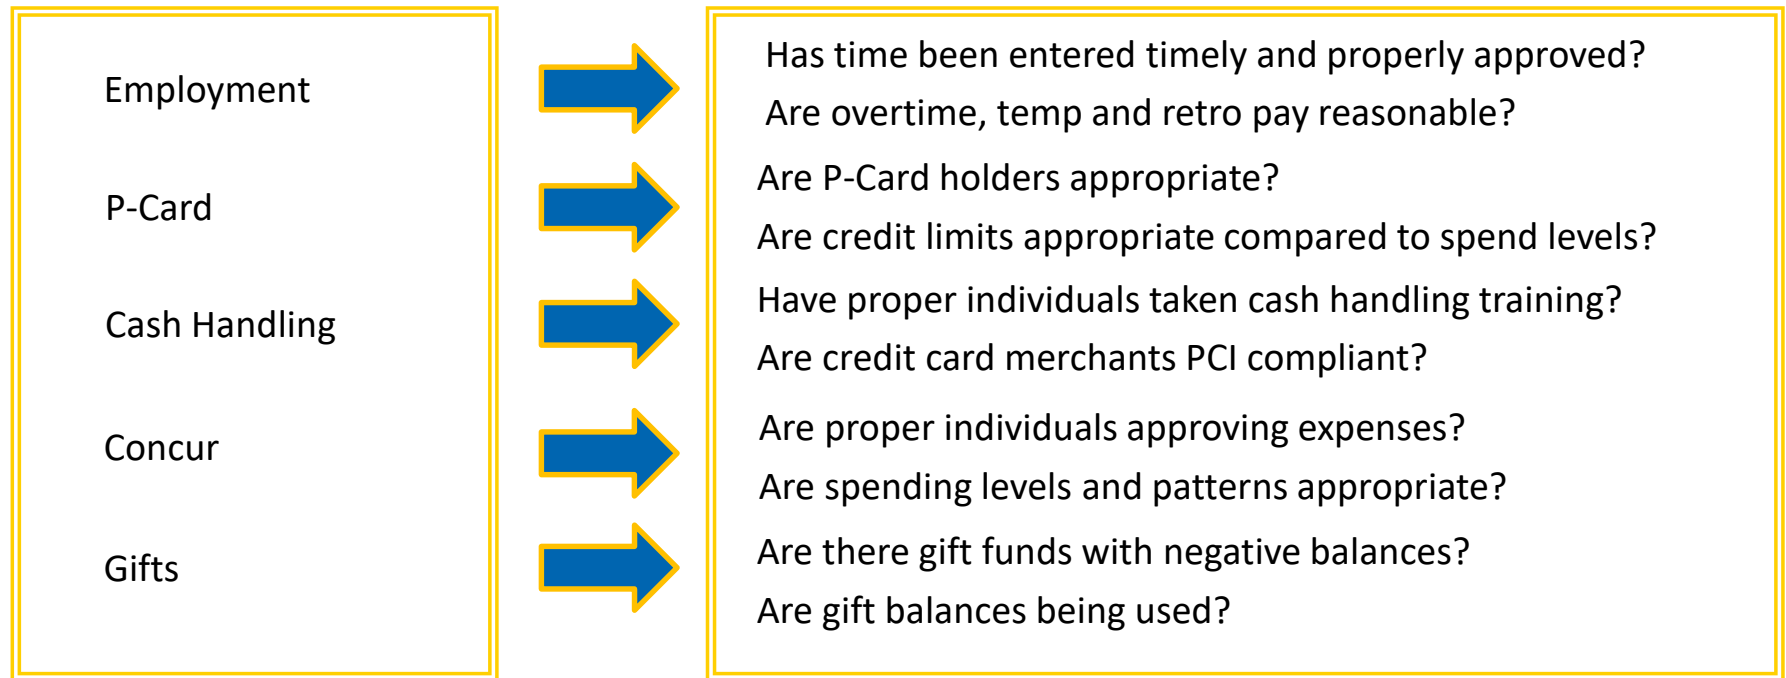 Employment
Has time been entered timely and properly approved?
Are overtime, temp and retro pay reasonable?
P-Card
Are P-Card holders appropriate?
Are credit limits appropriate compared to spend levels?
Cash Handling
Have proper individuals taken cash handling training?
Are credit card merchants PCI compliant?
Concur
Are proper individuals approving expenses?
Are spending levels and patterns appropriate?
Gifts
Are there gift funds with negative balances?
Are gift balances being used?